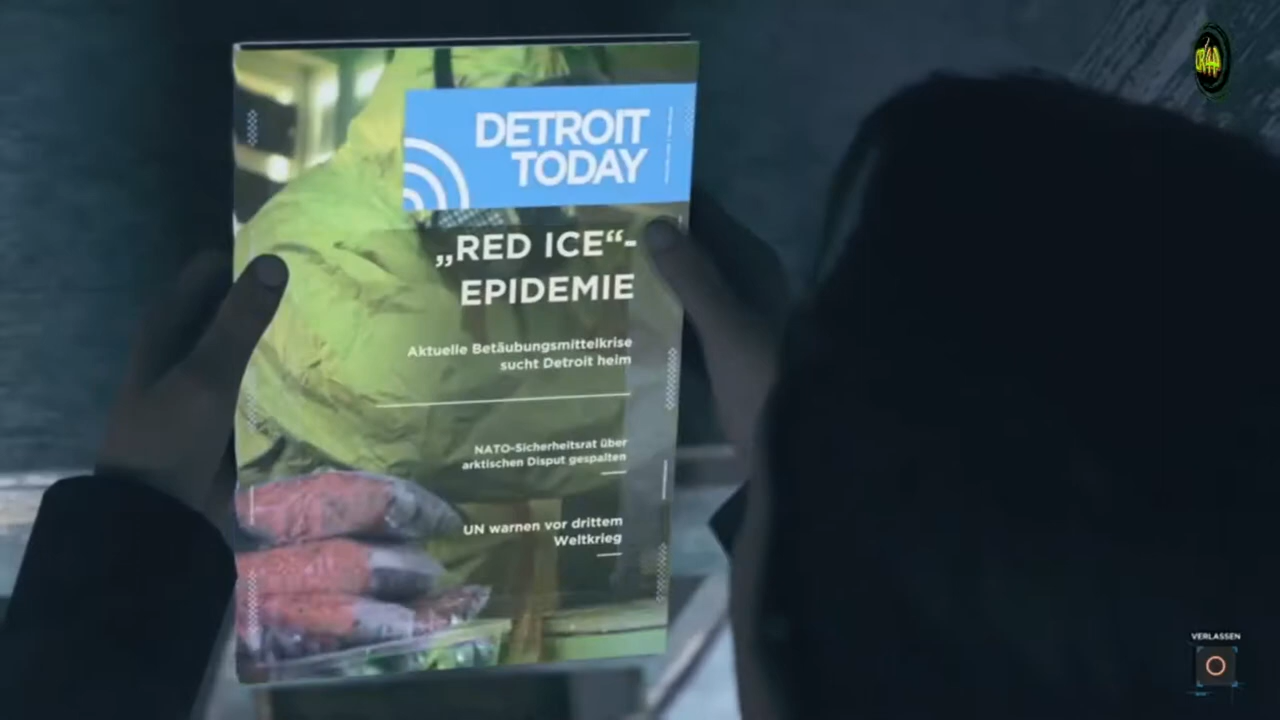 DETROIT
TODAY
„RED ICE“-
EPIDEMIE
Aktuelle Betäubungsmittelkrise
sucht Detroit heim
NATO-Sicherheitsrat über
arktischen Disput gespalten
UN warnen vor drittem
Weltkrieg
VERLASSEN